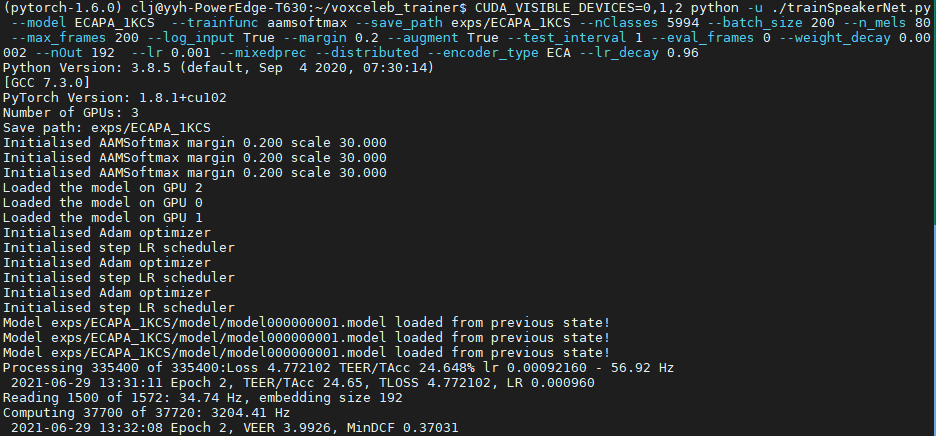 (pytorch-1.6.0) clj@yyh-PowerEdge-T630:~/voxceleb_trainer$ CUDA_VISIBLE_DEVICES=0,1,2 python -u ./trainSpeakerNet.py
--model ECAPA_1KCS --trainfunc aamsoftmax --save_path exps/ECAPA_1KCS --nClasses 5994 --batch_size 200 --n_mels 80
--max_frames 200 --log_input True --margin 0.2 --augment True --test_interval 1 --eval_frames 0 --weight_decay 0.00
002 --nOut 192 --lr 0.001 --mixedprec --distributed --encoder_type ECA --lr_decay 0.96
Python Version: 3.8.5 (default, Sep  4 2020, 07:30:14)
[GCC 7.3.0]
PyTorch Version: 1.8.1+cu102
Number of GPUs: 3
Save path: exps/ECAPA_1KCS
Initialised AAMSoftmax margin 0.200 scale 30.000
Initialised AAMSoftmax margin 0.200 scale 30.000
Initialised AAMSoftmax margin 0.200 scale 30.000
Loaded the model on GPU 2
Loaded the model on GPU 0
Loaded the model on GPU 1
Initialised Adam optimizer
Initialised step LR scheduler
Initialised Adam optimizer
Initialised step LR scheduler
Initialised Adam optimizer
Initialised step LR scheduler
Model exps/ECAPA_1KCS/model/model000000001.model loaded from previous state!
Model exps/ECAPA_1KCS/model/model000000001.model loaded from previous state!
Model exps/ECAPA_1KCS/model/model000000001.model loaded from previous state!
Processing 335400 of 335400:Loss 4.772102 TEER/TAcc 24.648% lr 0.00092160 - 56.92 Hz
2021-06-29 13:31:11 Epoch 2, TEER/TAcc 24.65, TLOSS 4.772102, LR 0.000960
Reading 1500 of 1572: 34.74 Hz, embedding size 192
Computing 37700 of 37720: 3204.41 Hz
2021-06-29 13:32:08 Epoch 2, VEER 3.9926, MinDCF 0.37031